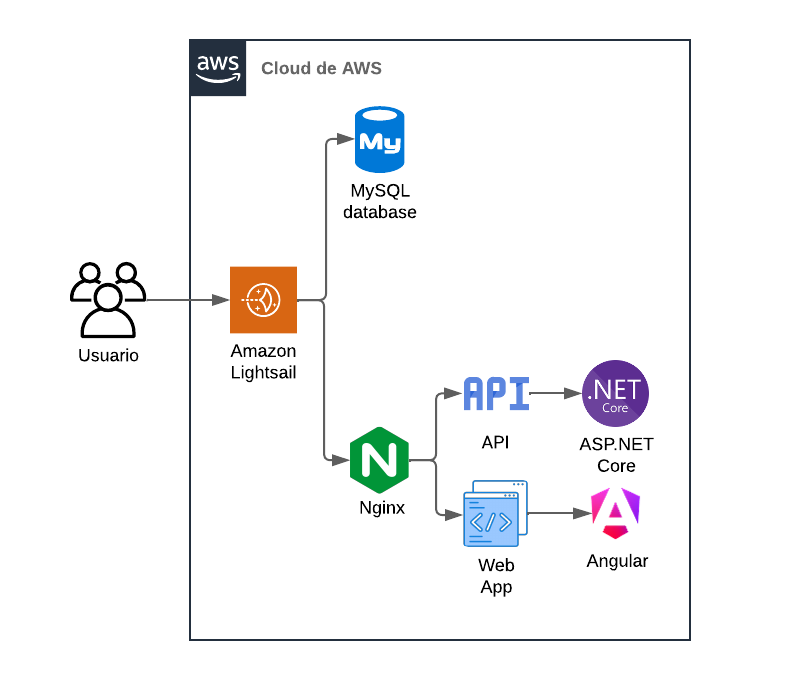 aws
Cloud de AWS
My
MySQL
database
Usuario
Amazon
Lightsail
API
API
.NET
Core
ASP.NET
Core
N
Nginx
</>
Web
App
A
Angular